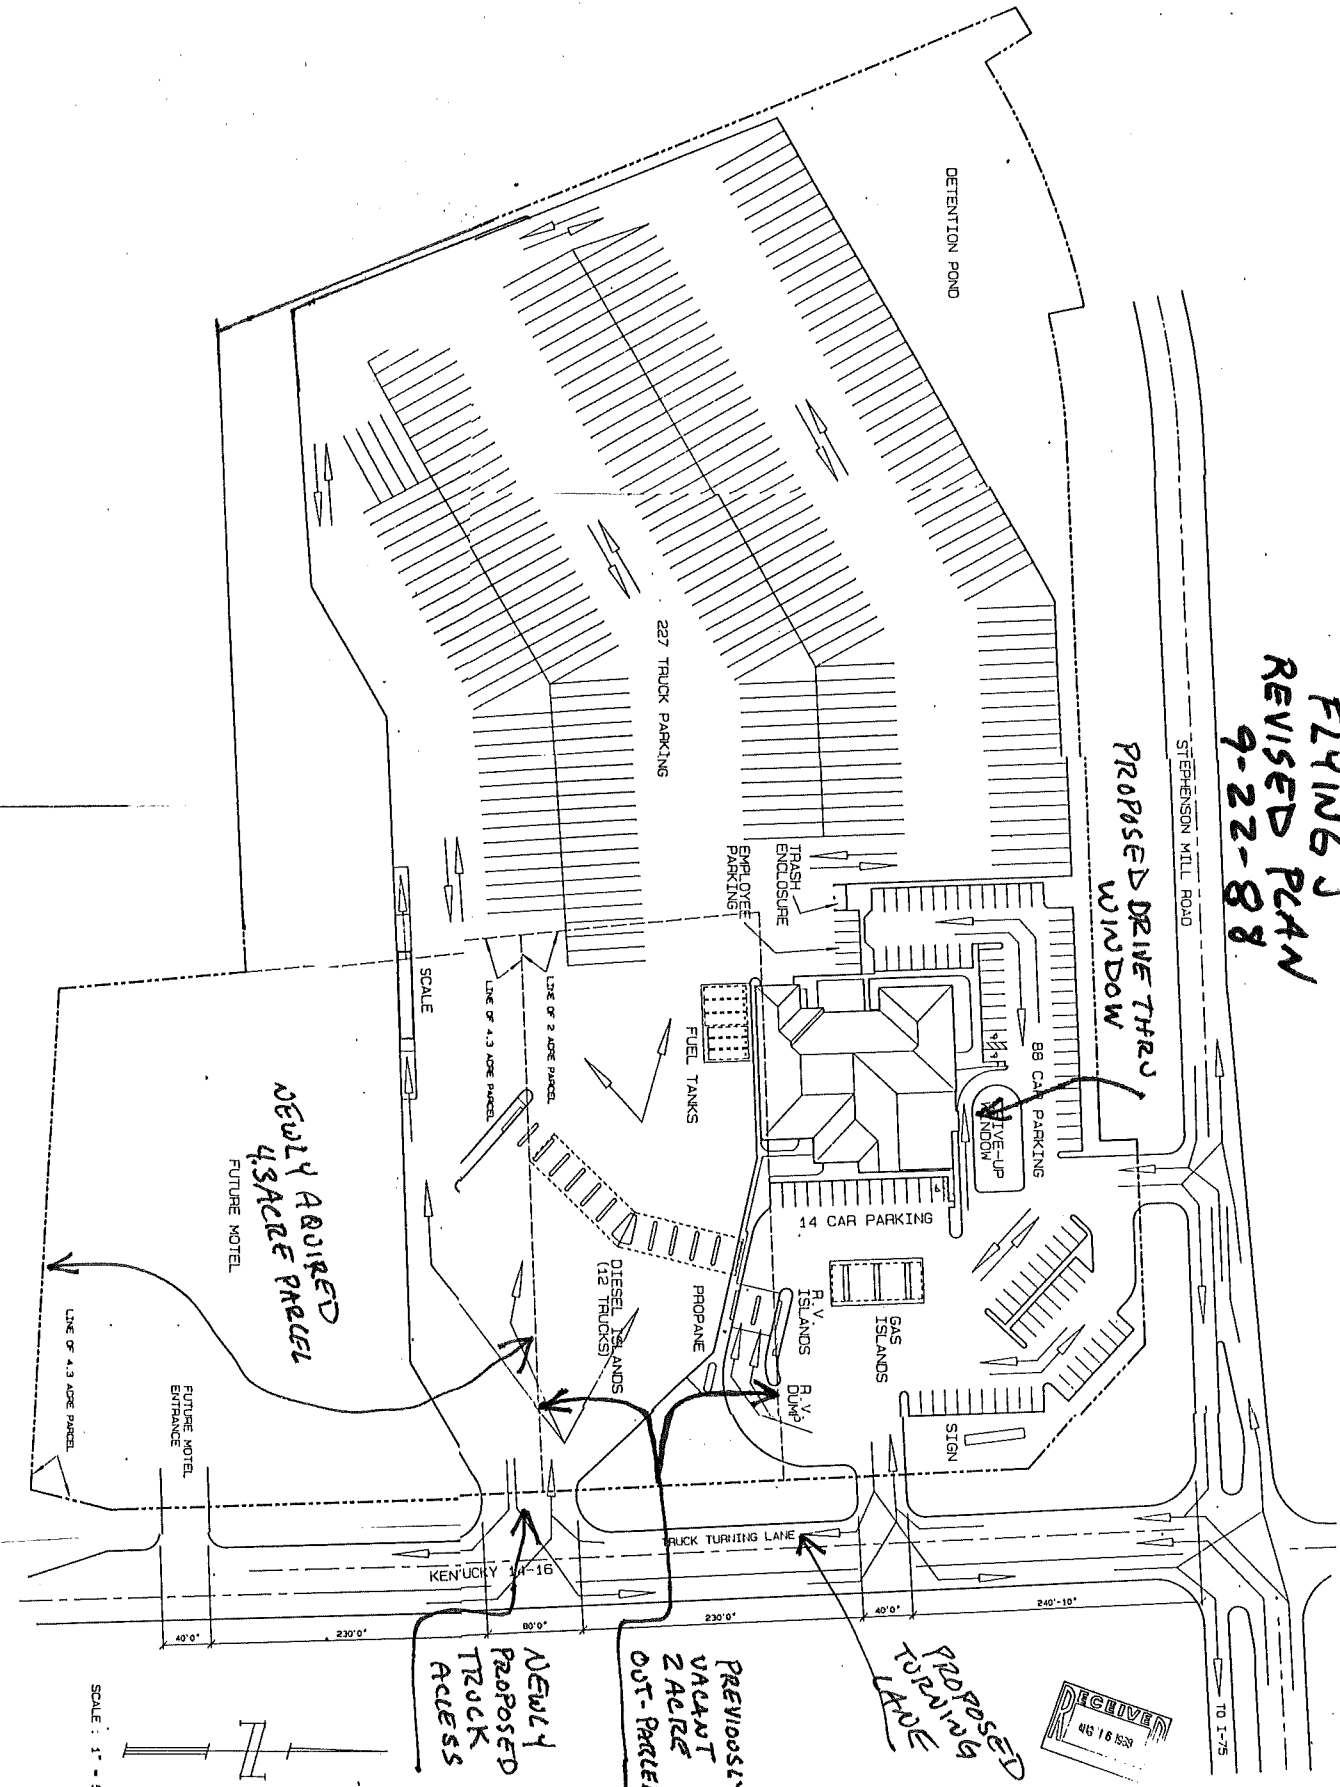 FLYING J
REVISED PLAN
9-22-88
STEPHENSON MILL ROAD
PROPOSED DRIVE THRU
WINDOW
DETENTION POND
227 TRUCK PARKING
TRASH
ENCLOSURE
EMPLOYEE
PARKING
88 CAR PARKING
14 CAR PARKING
FUEL TANKS
SCALE
LINE OF 2 ACRE PARCEL
LINE OF 4.3 ACRE PARCEL
GAS
ISLANDS
R.V.
ISLANDS
R.V.
DUMP
PROPANE
DIESEL ISLANDS
(12 TRUCKS)
SIGN
NEWLY AQUIRED
4.3 ACRE PARCEL
FUTURE MOTEL
LINE OF 4.3 ACRE PARCEL
FUTURE MOTEL
ENTRANCE
TRUCK TURNING LANE
KENTUCKY 14-16
TO I-75
40'0"
230'0"
80'0"
230'0"
40'0"
240'-10"
PROPOSED
TURNING
LANE
PREVIOUSLY
VACANT
2 ACRE
OUT-PARCEL
NEWLY
PROPOSED
TRUCK
ACCESS
RECEIVED
SCALE : 1" =